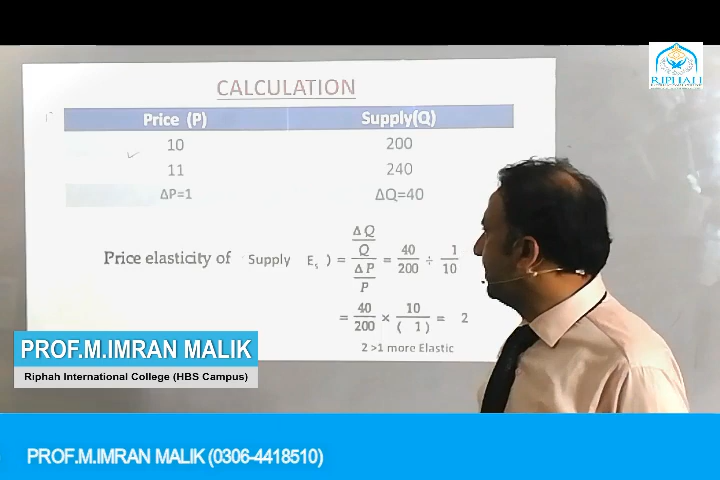 RIPHAH
CALCULATION
Price (P) Supply(Q)
10 200
11 240
ΔP=1 ΔQ=40
Price elasticity of Supply Es ) = ΔQ/Q / ΔP/P = 40/200 ÷ 1/10
= 40/200 × 10/( 1) = 2
2 >1 more Elastic
PROF.M.IMRAN MALIK
Riphah International College (HBS Campus)
PROF.M.IMRAN MALIK (0306-4418510)